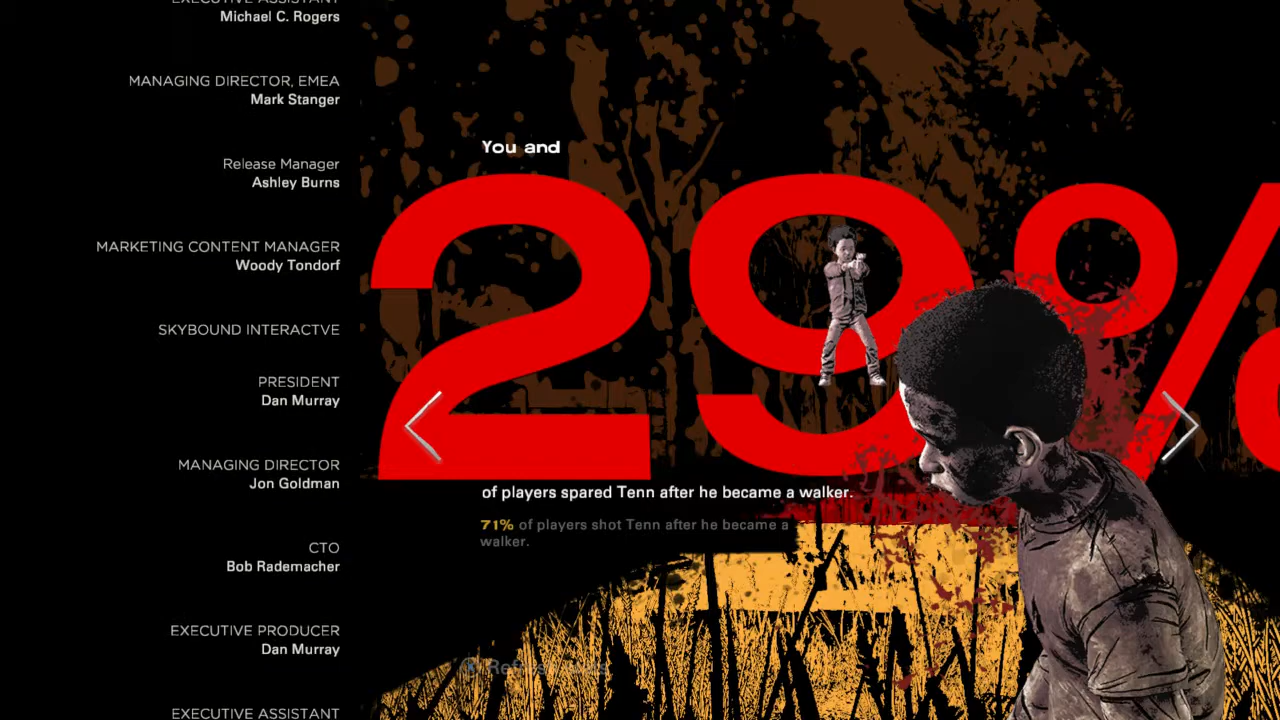 EXECUTIVE ASSISTANT
Michael C. Rogers
MANAGING DIRECTOR, EMEA
Mark Stanger
Release Manager
Ashley Burns
MARKETING CONTENT MANAGER
Woody Tondorf
SKYBOUND INTERACTVE
PRESIDENT
Dan Murray
MANAGING DIRECTOR
Jon Goldman
CTO
Bob Rademacher
EXECUTIVE PRODUCER
Dan Murray
EXECUTIVE ASSISTANT
You and
29%
of players spared Tenn after he became a walker.
71% of players shot Tenn after he became a
walker.